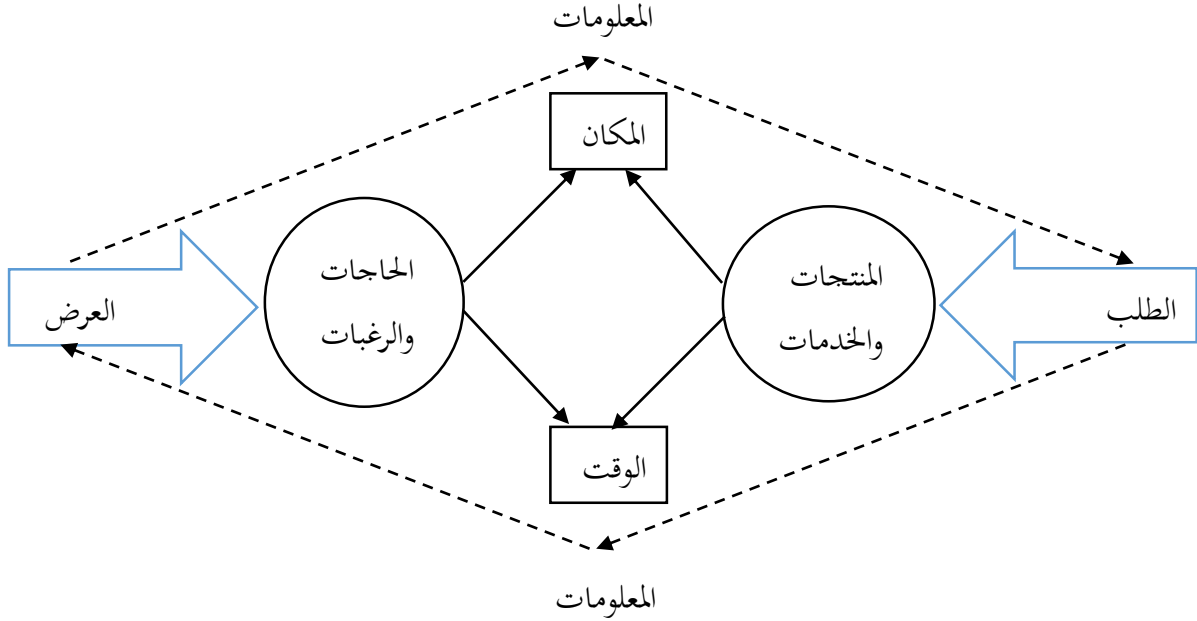 المعلومات
المكان
المنتجات
والخدمات
الحاجات
والرغبات
الطلب
العرض
الوقت
المعلومات